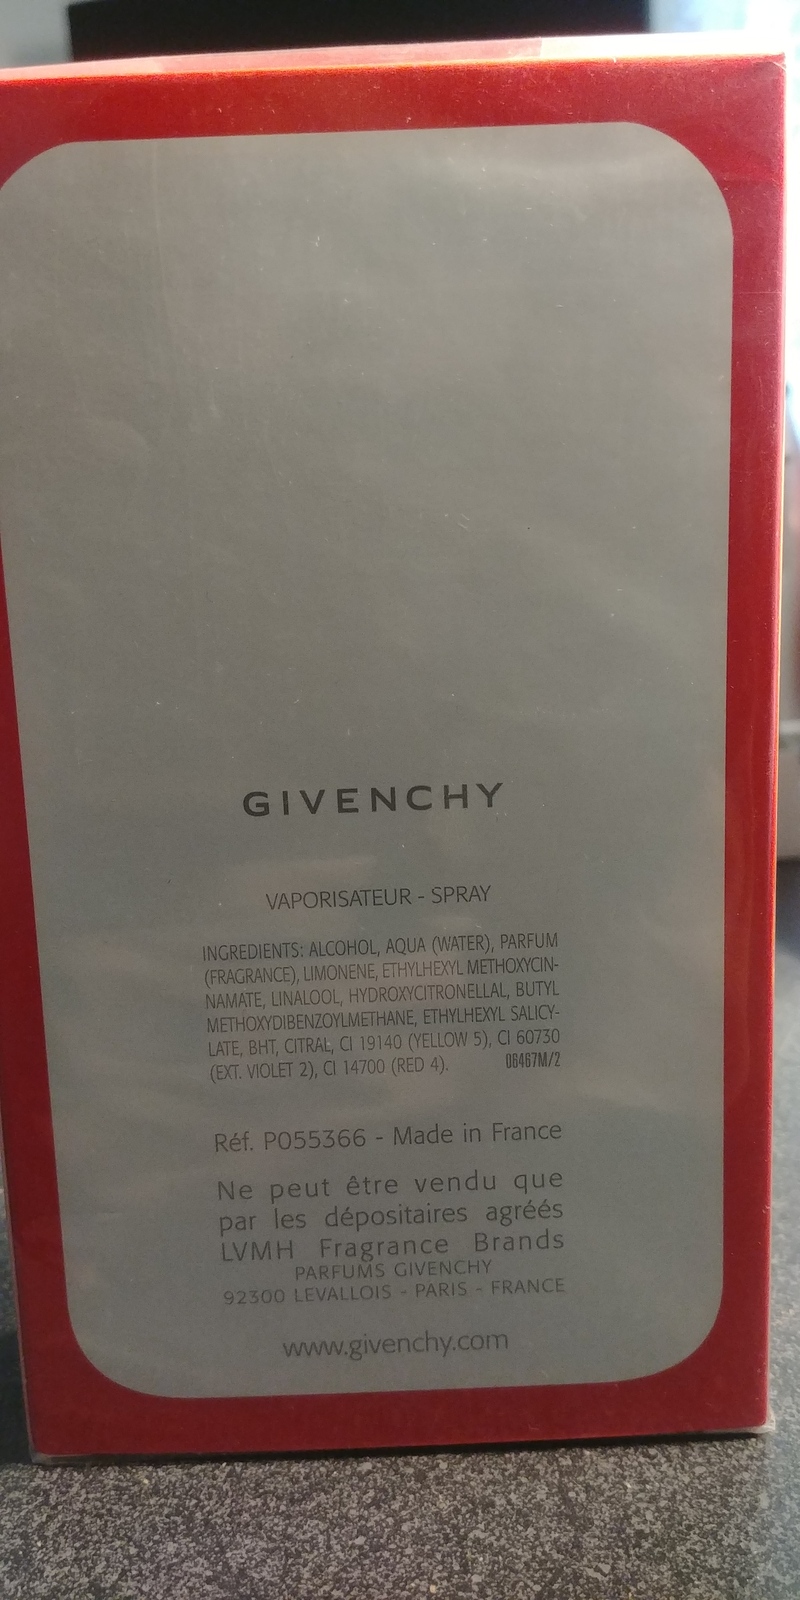 GIVENCHY
VAPORISATEUR - SPRAY
INGREDIENTS: ALCOHOL, AQUA (WATER), PARFUM
(FRAGRANCE), LIMONENE, ETHYLHEXYL METHOXYCIN-
NAMATE, LINALOOL, HYDROXYCITRONELLAL, BUTYL
METHOXYDIBENZOYLMETHANE, ETHYLHEXYL SALICY-
LATE, BHT, CITRAL, CI 19140 (YELLOW 5), CI 60730
(EXT. VIOLET 2), CI 14700 (RED 4). 08467M/2
Réf. P055366 - Made in France
Ne peut être vendu que
par les dépositaires agréés
LVMH Fragrance Brands
PARFUMS GIVENCHY
92300 LEVALLOIS - PARIS - FRANCE
www.givenchy.com